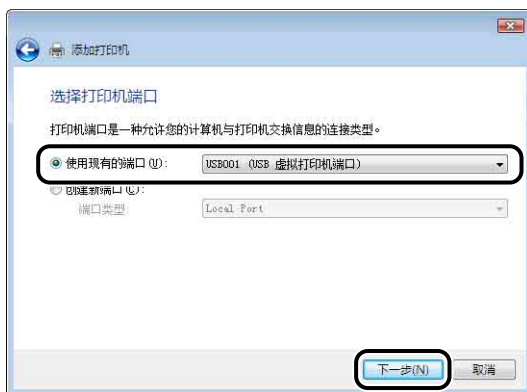 添加打印机
选择打印机端口
打印机端口是一种允许您的计算机与打印机交换信息的连接类型。
使用现有的端口(U): USB001 (USB 虚拟打印机端口)
创建新端口(C):
端口类型: Local Port
下一步(N) 取消